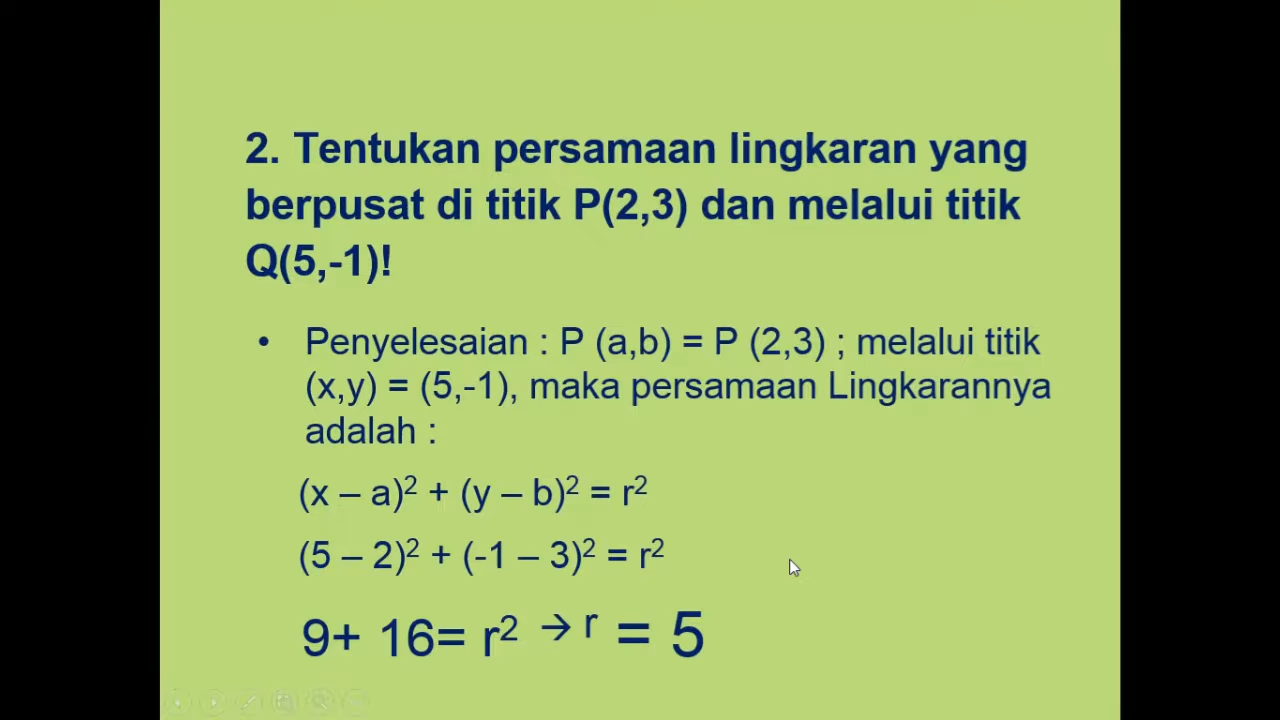 2. Tentukan persamaan lingkaran yang
berpusat di titik P(2,3) dan melalui titik
Q(5,-1)!
• Penyelesaian : P (a,b) = P (2,3) ; melalui titik
(x,y) = (5,-1), maka persamaan Lingkarannya
adalah :
(x – a)² + (y – b)² = r²
(5 – 2)² + (-1 – 3)² = r²
9+ 16= r² → r = 5